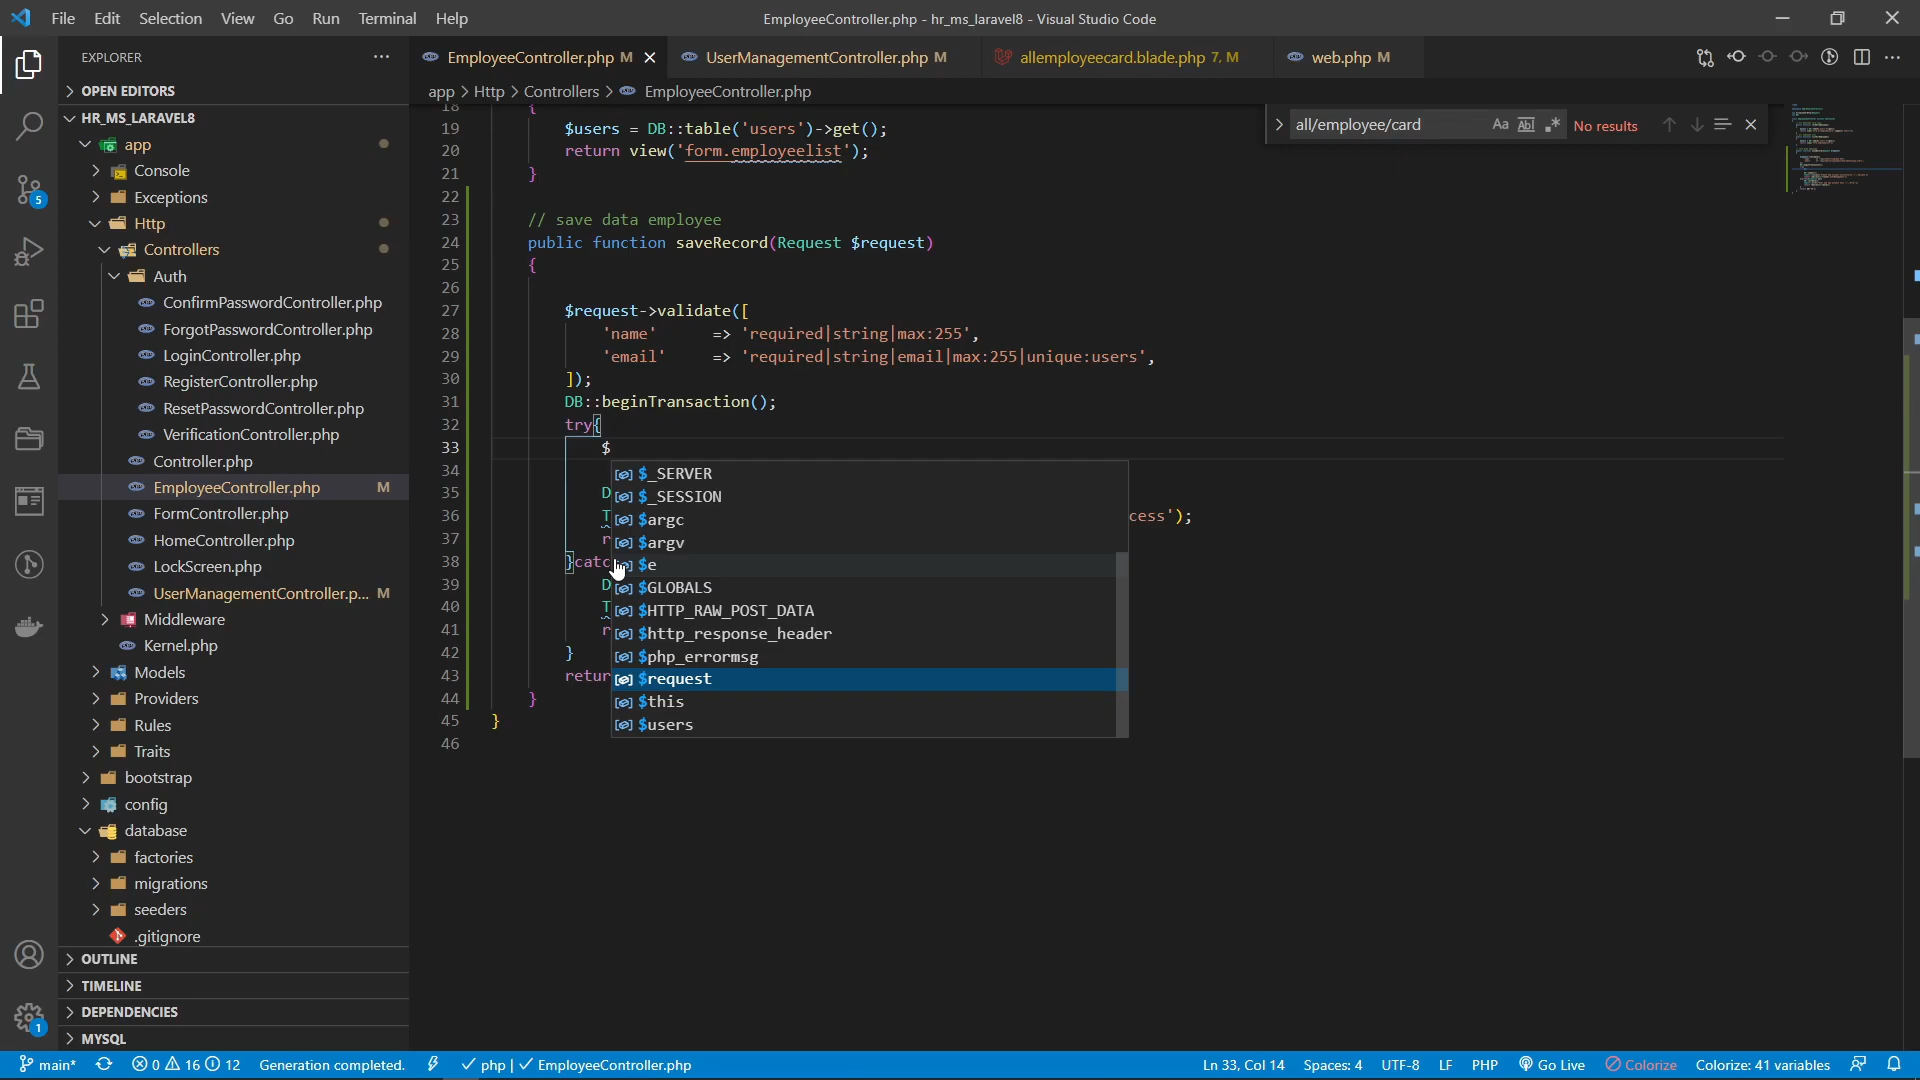 File Edit Selection View Go Run Terminal Help
EmployeeController.php - hr_ms_laravel8 - Visual Studio Code
EXPLORER
EmployeeController.php M
UserManagementController.php M
allemployeecard.blade.php 7, M
web.php M
OPEN EDITORS
HR_MS_LARAVEL8
app
Console
Exceptions
Http
Controllers
Auth
ConfirmPasswordController.php
ForgotPasswordController.php
LoginController.php
RegisterController.php
ResetPasswordController.php
VerificationController.php
Controller.php
EmployeeController.php M
FormController.php
HomeController.php
LockScreen.php
UserManagementController.p... M
Middleware
Kernel.php
Models
Providers
Rules
Traits
bootstrap
config
database
factories
migrations
seeders
.gitignore
OUTLINE
TIMELINE
DEPENDENCIES
MYSQL
5
1
app > Http > Controllers > EmployeeController.php
all/employee/card
Aa Abl .* No results
18 {
19 $users = DB::table('users')->get();
20 return view('form.employeelist');
21 }
22
23 // save data employee
24 public function saveRecord(Request $request)
25 {
26
27 $request->validate([
28 'name' => 'required|string|max:255',
29 'email' => 'required|string|email|max:255|unique:users',
30 ]);
31 DB::beginTransaction();
32 try{
33 $
34
35 D
36 T cess');
37 r
38 }catc
39 D
40 T
41 r
42 }
43 retur
44 }
45 }
46
$_SERVER
$_SESSION
$argc
$argv
$e
$GLOBALS
$HTTP_RAW_POST_DATA
$http_response_header
$php_errormsg
$request
$this
$users
main* 0 16 12 Generation completed. php | EmployeeController.php
Ln 33, Col 14 Spaces: 4 UTF-8 LF PHP Go Live Colorize Colorize: 41 variables